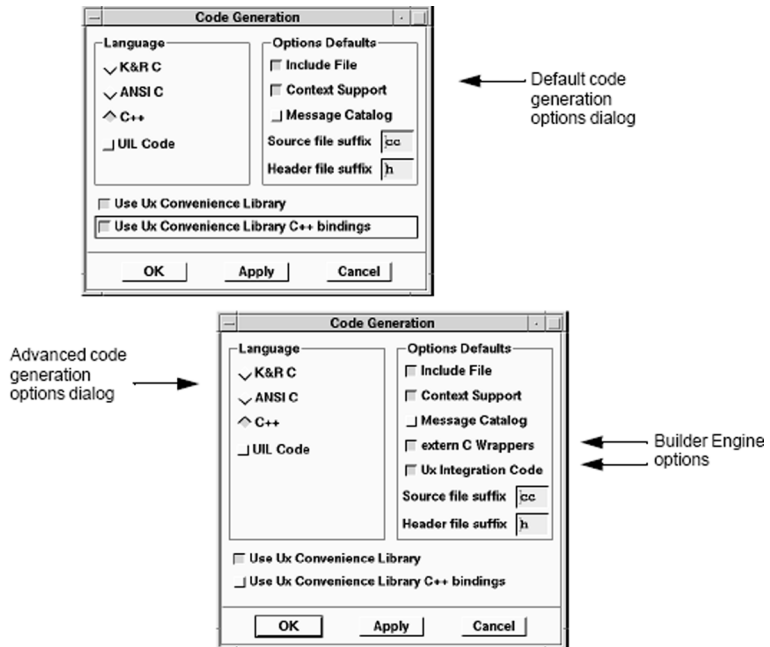 Code Generation
Language
K&R C
ANSI C
C++
UIL Code
Options Defaults
Include File
Context Support
Message Catalog
Source file suffix cc
Header file suffix h
Use Ux Convenience Library
Use Ux Convenience Library C++ bindings
OK Apply Cancel
Default code
generation
options dialog
Advanced code
generation
options dialog
Code Generation
Language
K&R C
ANSI C
C++
UIL Code
Options Defaults
Include File
Context Support
Message Catalog
extern C Wrappers
Ux Integration Code
Source file suffix cc
Header file suffix h
Use Ux Convenience Library
Use Ux Convenience Library C++ bindings
OK Apply Cancel
Builder Engine
options